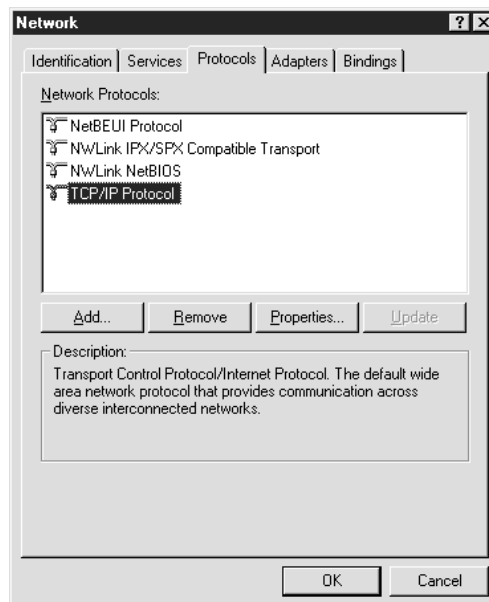 Network
Identification Services Protocols Adapters Bindings
Network Protocols:
NetBEUI Protocol
NWLink IPX/SPX Compatible Transport
NWLink NetBIOS
TCP/IP Protocol
Add... Remove Properties... Update
Description:
Transport Control Protocol/Internet Protocol. The default wide
area network protocol that provides communication across
diverse interconnected networks.
OK Cancel